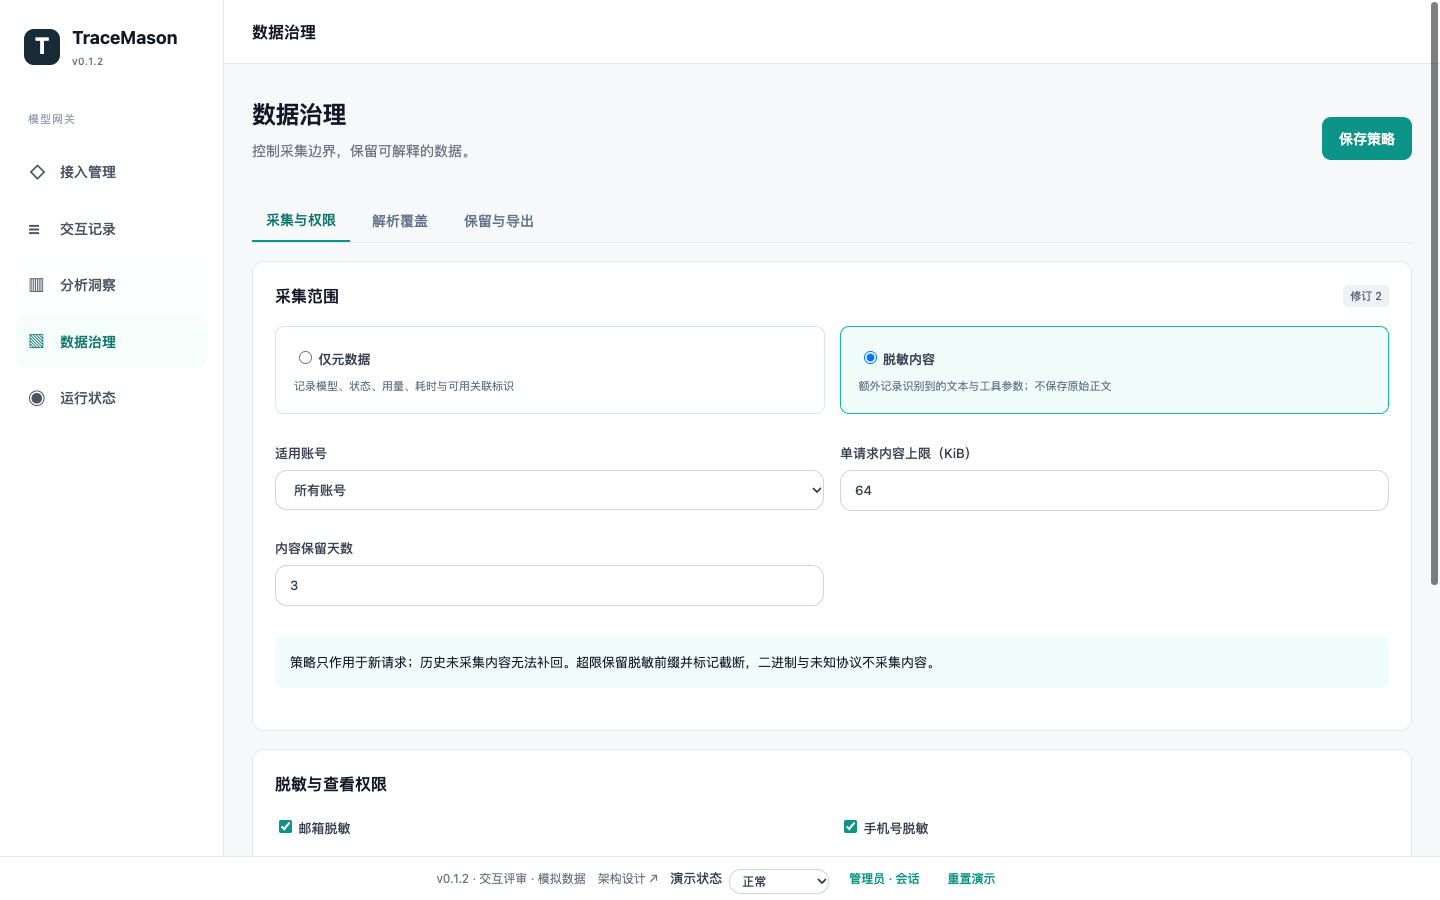 T
TraceMason
v0.1.2
模型网关
接入管理
交互记录
分析洞察
数据治理
运行状态
数据治理
数据治理
控制采集边界，保留可解释的数据。
保存策略
采集与权限
解析覆盖
保留与导出
采集范围
修订 2
仅元数据
记录模型、状态、用量、耗时与可用关联标识
脱敏内容
额外记录识别到的文本与工具参数；不保存原始正文
适用账号
所有账号
单请求内容上限（KiB）
64
内容保留天数
3
策略只作用于新请求；历史未采集内容无法补回。超限保留脱敏前缀并标记截断，二进制与未知协议不采集内容。
脱敏与查看权限
邮箱脱敏
手机号脱敏
v0.1.2 · 交互评审 · 模拟数据 架构设计↗ 演示状态 正常 管理员 · 会话 重置演示